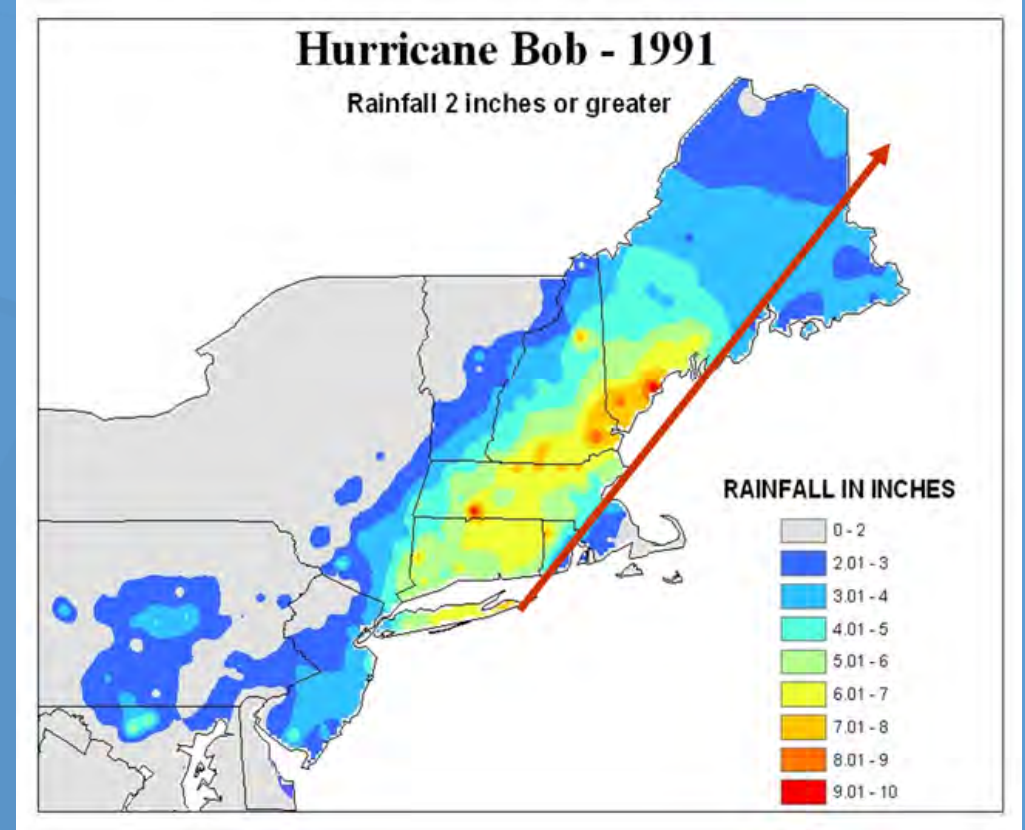 Hurricane Bob - 1991
Rainfall 2 inches or greater
RAINFALL IN INCHES
0 - 2
2.01 - 3
3.01 - 4
4.01 - 5
5.01 - 6
6.01 - 7
7.01 - 8
8.01 - 9
9.01 - 10